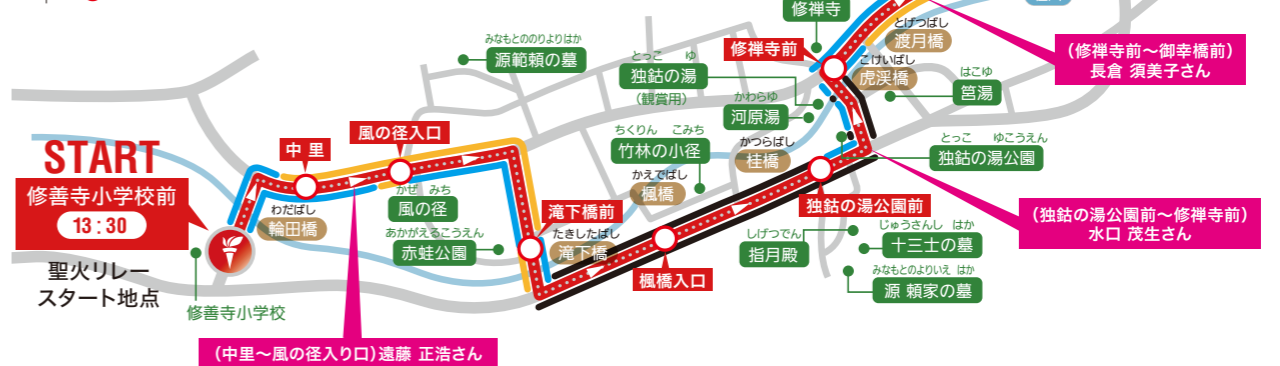 修禅寺
とげつばし
渡月橋
修禅寺前
こけいばし
虎渓橋
(修禅寺前～御幸橋前)
長倉 須美子さん
みなもとののりよりはか
源範頼の墓
とっこ ゆ
独鈷の湯
(観賞用)
はこゆ
筥湯
かわらゆ
河原湯
風の径入口
中 里
ちくりん こみち
竹林の小径
かつらばし
桂橋
とっこ ゆこうえん
独鈷の湯公園
START
修善寺小学校前
13:30
聖火リレー
スタート地点
わだばし
輪田橋
かぜ みち
風の径
かえでばし
楓橋
滝下橋前
独鈷の湯公園前
(独鈷の湯公園前～修禅寺前)
水口 茂生さん
あかがえるこうえん
赤蛙公園
たきしたばし
滝下橋
しげつでん
指月殿
じゅうさんし はか
十三士の墓
楓橋入口
みなもとのよりいえ はか
源 頼家の墓
修善寺小学校
(中里～風の径入り口)遠藤 正浩さん